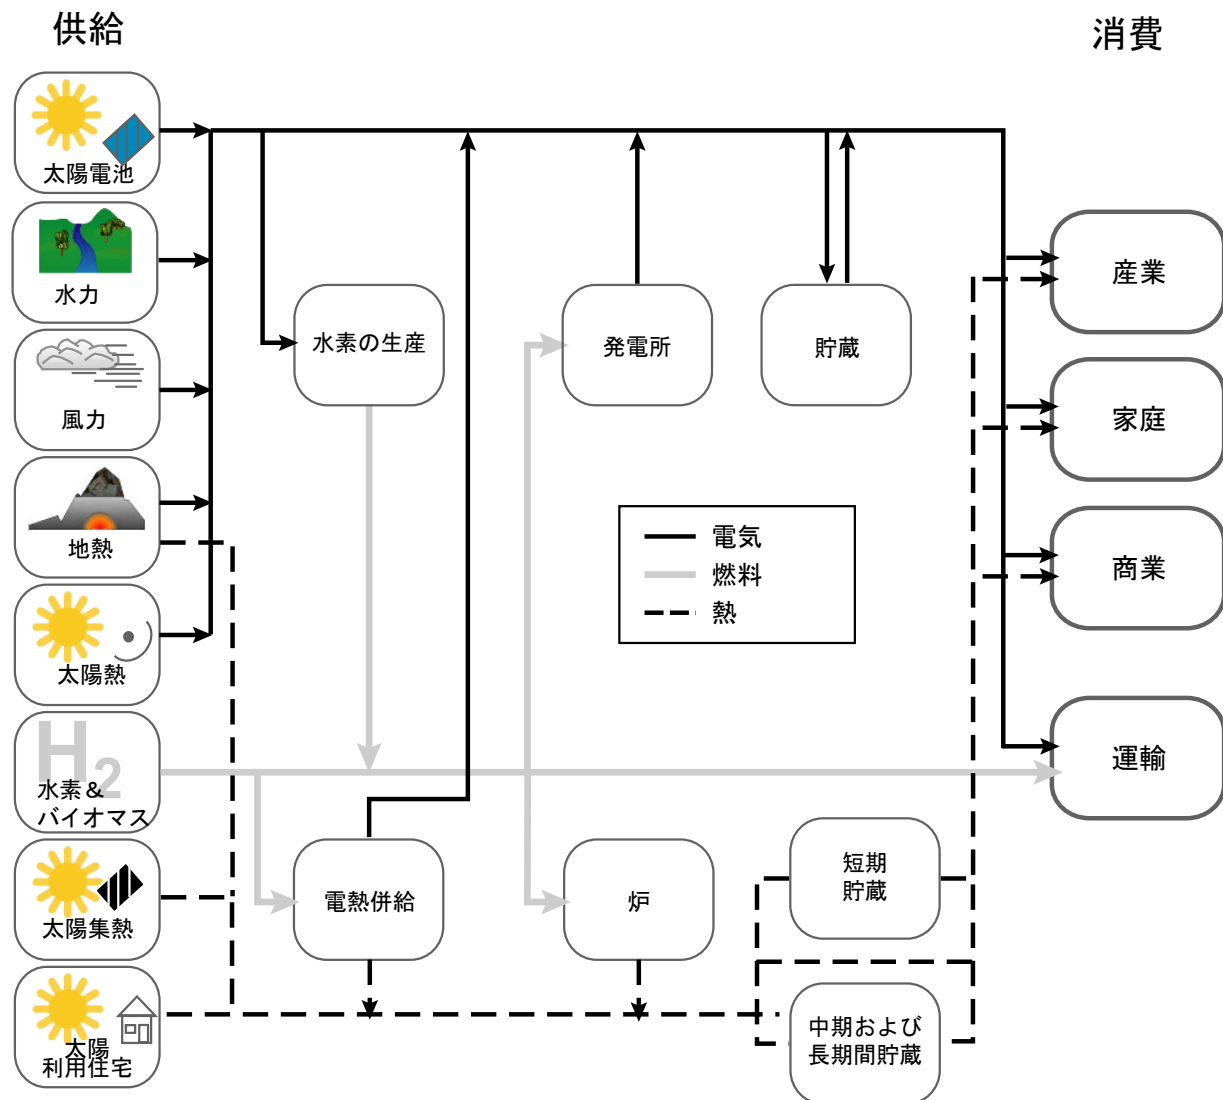 供給
消費
太陽電池
水力
風力
地熱
太陽熱
H2
水素&
バイオマス
太陽集熱
太陽
利用住宅
水素の生産
発電所
貯蔵
電気
燃料
熱
電熱併給
炉
短期
貯蔵
中期および
長期間貯蔵
産業
家庭
商業
運輸